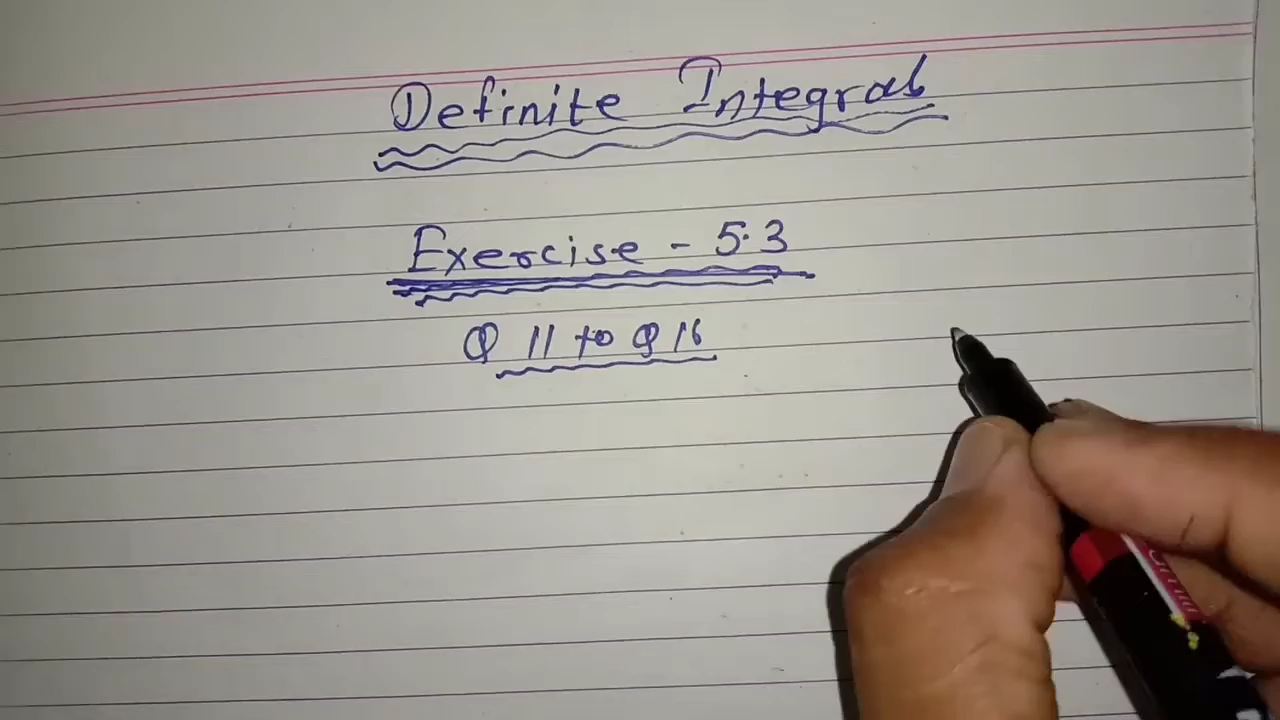 Definite Integral
Exercise - 5.3
Q 11 to Q 16